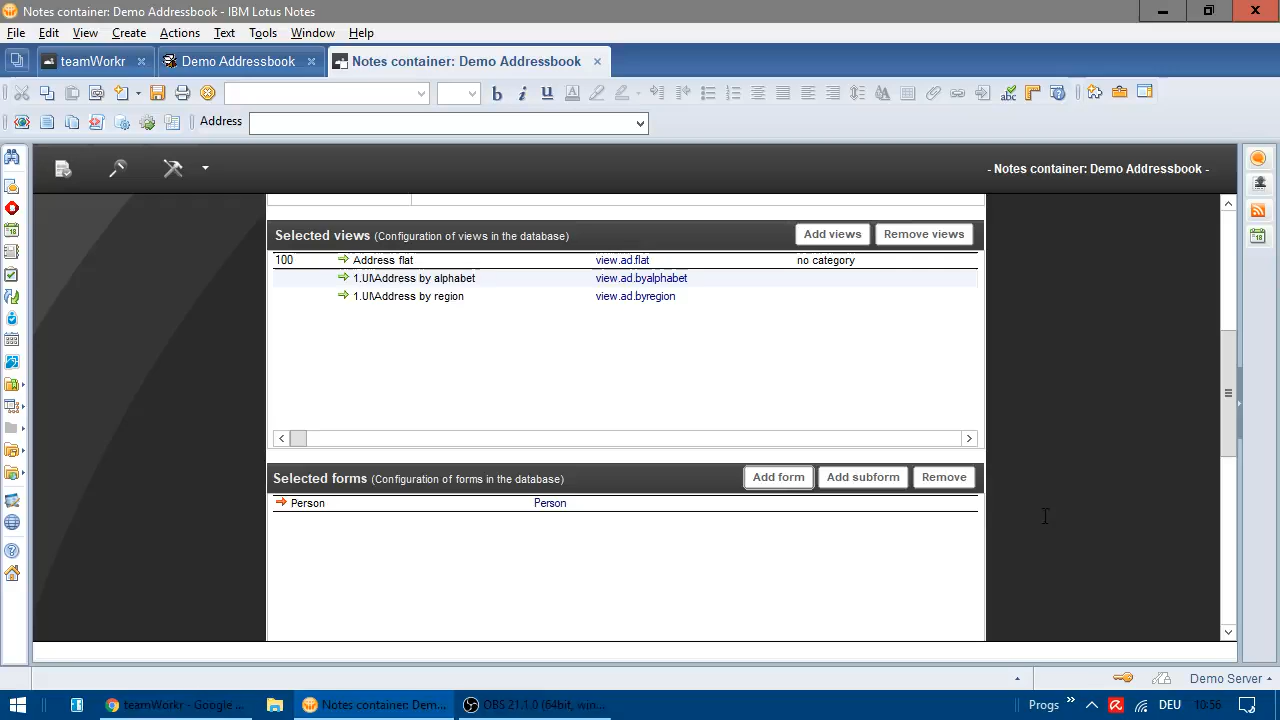 Notes container: Demo Addressbook - IBM Lotus Notes
File Edit View Create Actions Text Tools Window Help
teamWorkr Demo Addressbook Notes container: Demo Addressbook
b i u abc
Address
- Notes container: Demo Addressbook -
Selected views (Configuration of views in the database) Add views Remove views
100 Address flat view.ad.flat no category
1.UI\Address by alphabet view.ad.byalphabet
1.UI\Address by region view.ad.byregion
Selected forms (Configuration of forms in the database) Add form Add subform Remove
Person Person
Demo Server
teamWorkr - Google ... Notes container: Dem... OBS 21.1.0 (64bit, win... Progs » DEU 10:56